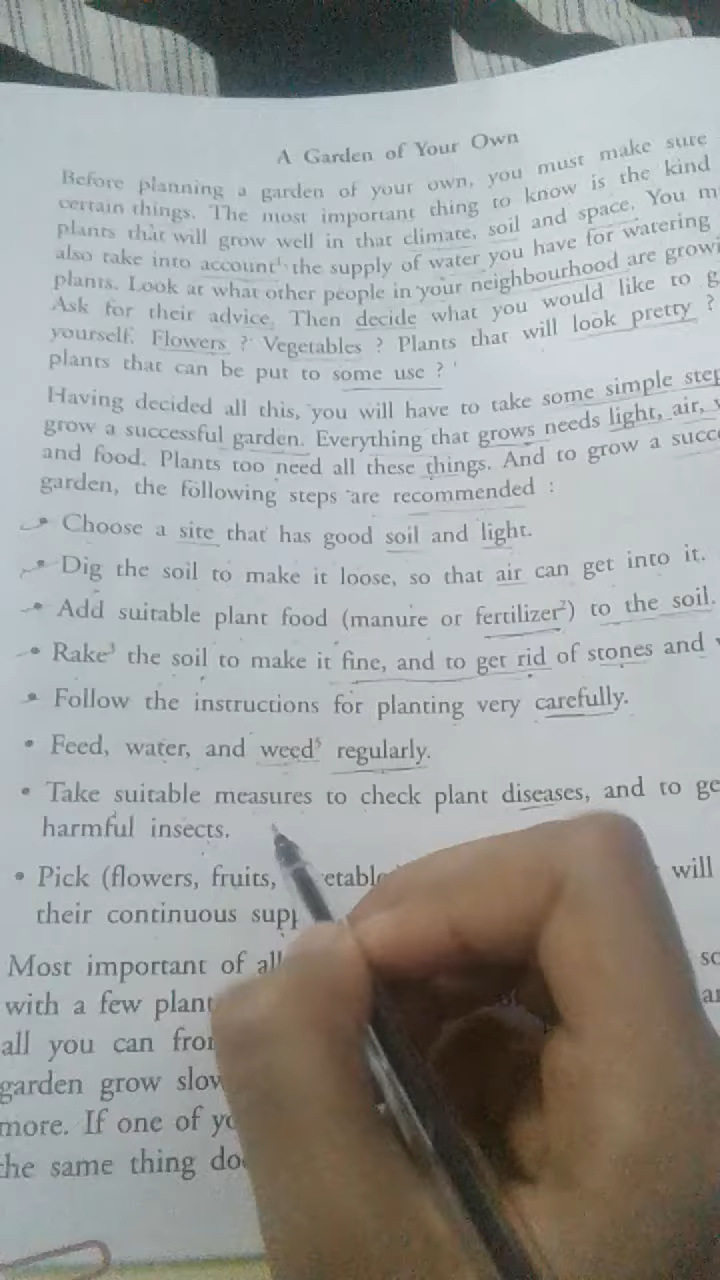 A Garden of Your Own
Before planning a garden of your own, you must make sure
certain things. The most important thing to know is the kind
plants that will grow well in that climate, soil and space. You m
also take into account¹ the supply of water you have for watering
plants. Look at what other people in your neighbourhood are growi
Ask for their advice. Then decide what you would like to g
yourself. Flowers ? Vegetables ? Plants that will look pretty ?
plants that can be put to some use ?
Having decided all this, you will have to take some simple step
grow a successful garden. Everything that grows needs light, air, w
and food. Plants too need all these things. And to grow a succe
garden, the following steps are recommended :
• Choose a site that has good soil and light.
• Dig the soil to make it loose, so that air can get into it.
• Add suitable plant food (manure or fertilizer²) to the soil.
• Rake³ the soil to make it fine, and to get rid of stones and
• Follow the instructions for planting very carefully.
• Feed, water, and weed⁵ regularly.
• Take suitable measures to check plant diseases, and to ge
harmful insects.
• Pick (flowers, fruits, etable will
their continuous supp
Most important of all so
with a few plant ar
all you can fro
garden grow slow
more. If one of yo
he same thing do